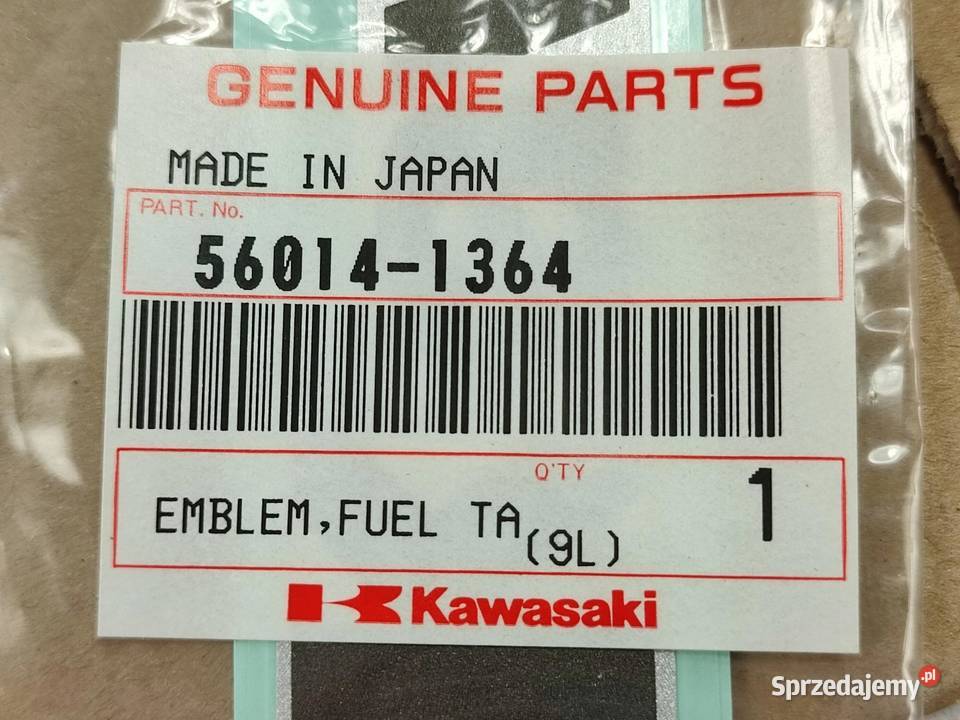 GENUINE PARTS
MADE IN JAPAN
PART. No.
56014-1364
Q'TY
1
EMBLEM,FUEL TA(9L)
Kawasaki
Sprzedajemy.pl